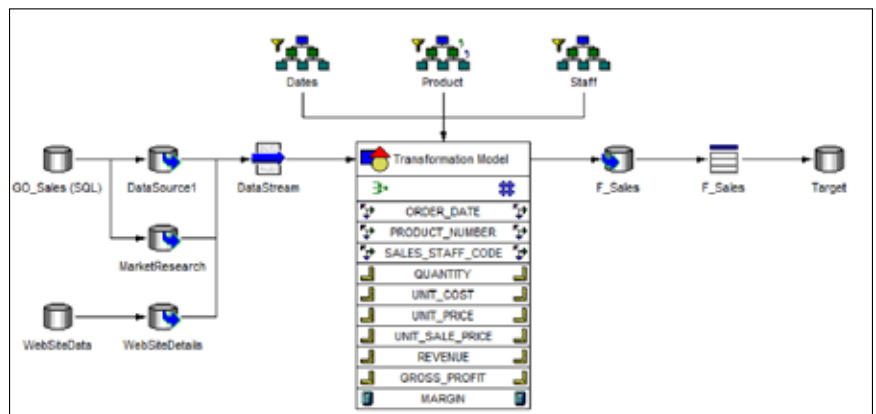 Dates
Product
Staff
GO_Sales (SQL)
DataSource1
DataStream
Transformation Model
F_Sales
F_Sales
Target
MarketResearch
WebSiteData
WebSiteDetails
ORDER_DATE
PRODUCT_NUMBER
SALES_STAFF_CODE
QUANTITY
UNIT_COST
UNIT_PRICE
UNIT_SALE_PRICE
REVENUE
GROSS_PROFIT
MARGIN